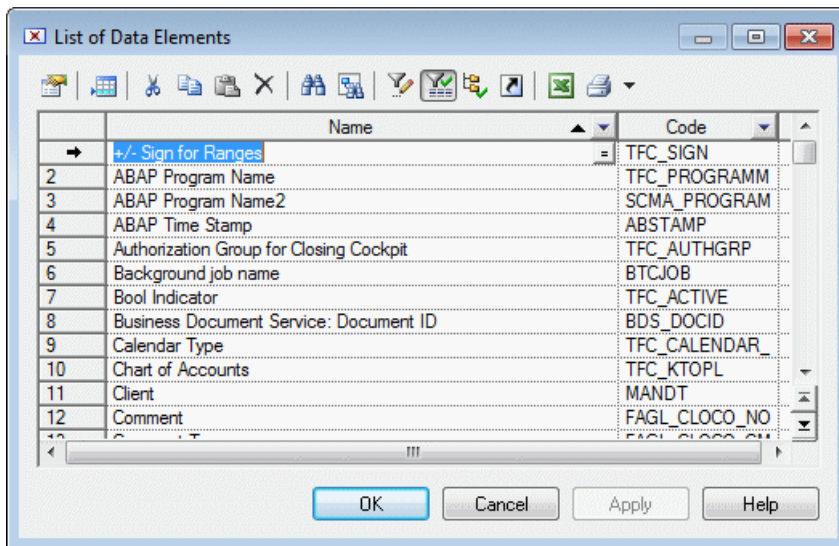 List of Data Elements
Name Code
+/- Sign for Ranges = TFC_SIGN
2 ABAP Program Name TFC_PROGRAMM
3 ABAP Program Name2 SCMA_PROGRAM
4 ABAP Time Stamp ABSTAMP
5 Authorization Group for Closing Cockpit TFC_AUTHGRP
6 Background job name BTCJOB
7 Bool Indicator TFC_ACTIVE
8 Business Document Service: Document ID BDS_DOCID
9 Calendar Type TFC_CALENDAR_
10 Chart of Accounts TFC_KTOPL
11 Client MANDT
12 Comment FAGL_CLOCO_NO
OK Cancel Apply Help